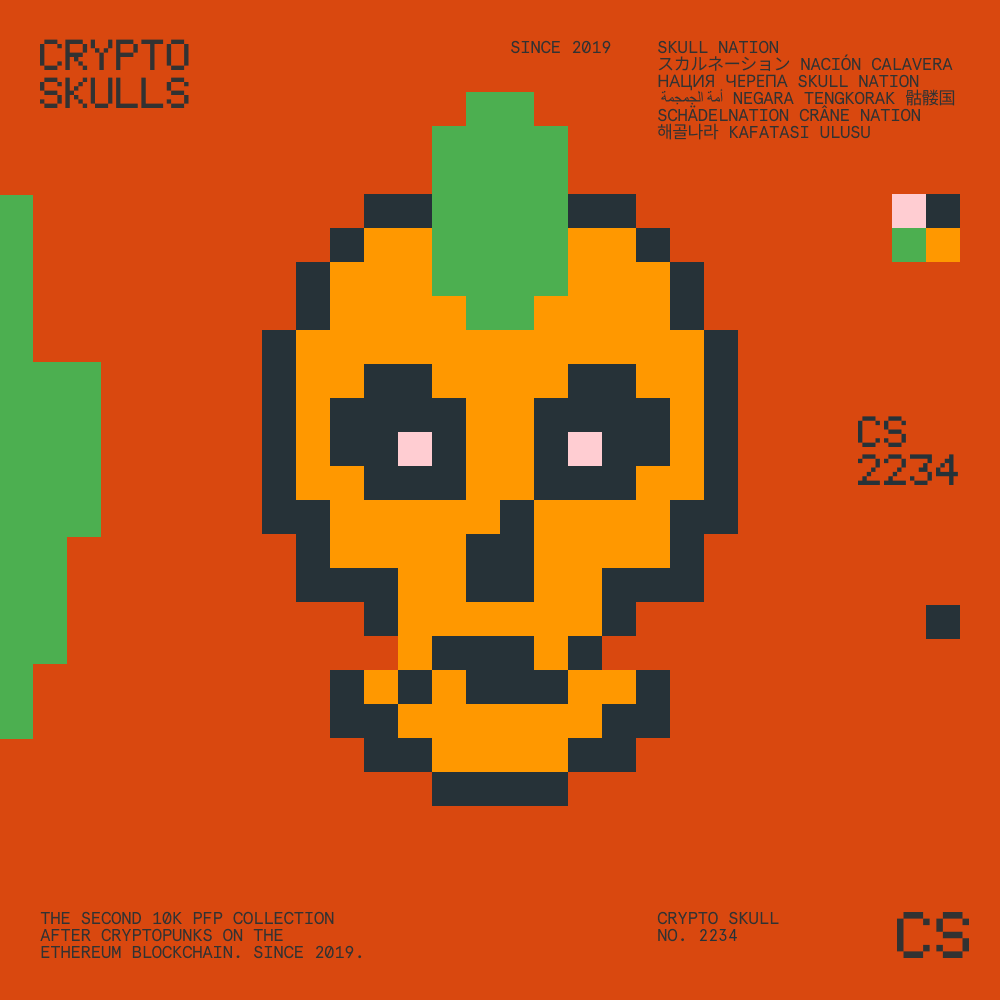 CRYPTO
SKULLS
SINCE 2019
SKULL NATION
スカルネーション NACIÓN CALAVERA
НАЦИЯ ЧЕРЕПА SKULL NATION
أمة الجمجمة NEGARA TENGKORAK 骷髅国
SCHÄDELNATION CRÂNE NATION
해골나라 KAFATASI ULUSU
CS
2234
THE SECOND 10K PFP COLLECTION
AFTER CRYPTOPUNKS ON THE
ETHEREUM BLOCKCHAIN. SINCE 2019.
CRYPTO SKULL
NO. 2234
CS